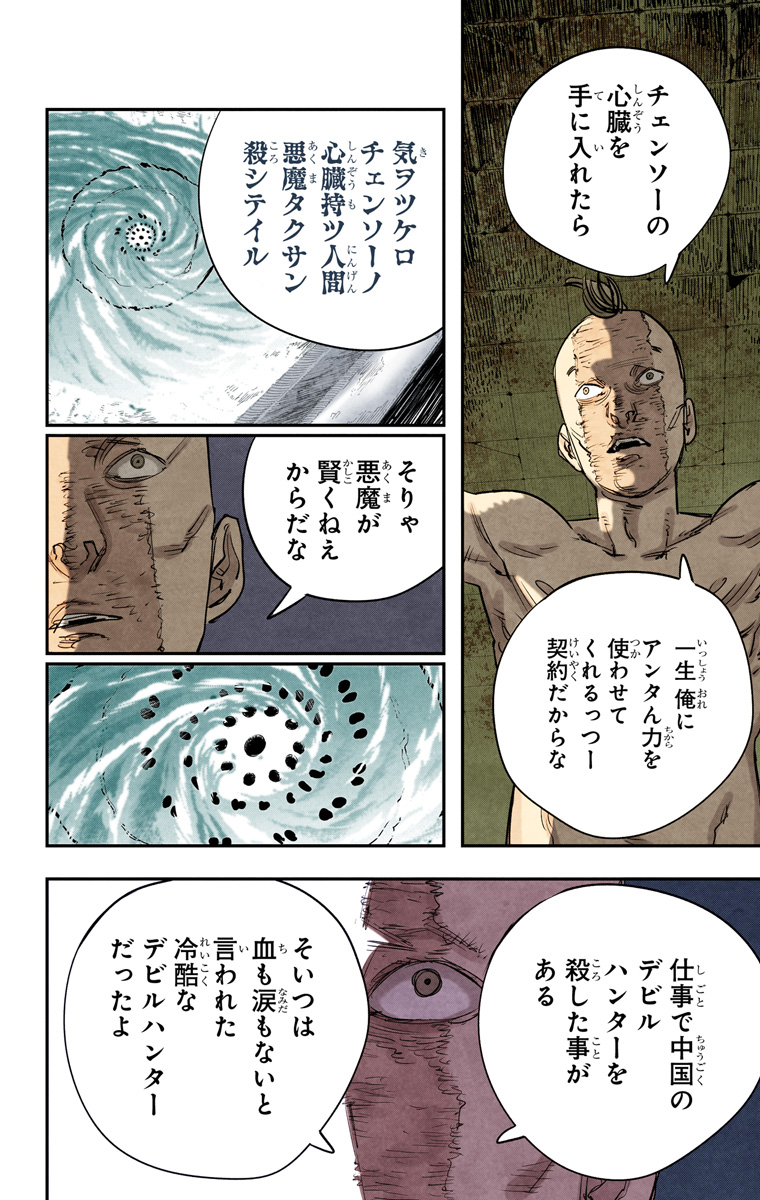 チェンソーの
心臓を
手に入れたら
一生俺に
アンタん力を
使わせて
くれるっつー
契約だからな
気ヲツケロ
チェンソーノ
心臓持ツ人間
悪魔タクサン
殺シテイル
そりゃ
悪魔が
賢くねえ
からだな
仕事で中国の
デビル
ハンターを
殺した事が
ある
そいつは
血も涙もないと
言われた
冷酷な
デビルハンター
だったよ